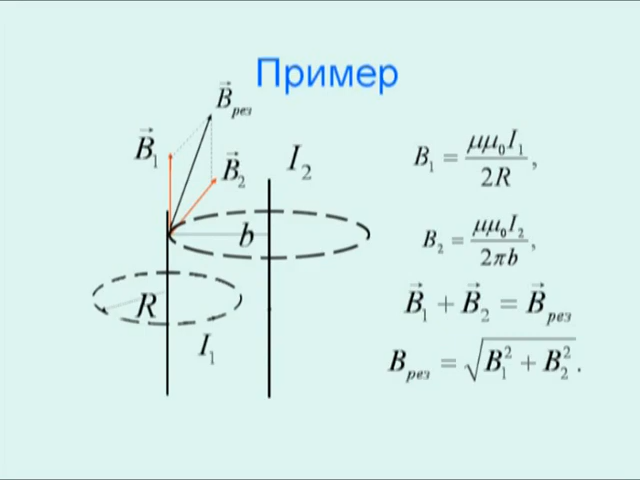 Пример
B⃗рез
B⃗₁
B⃗₂
I₂
b
R
I₁
B₁ = μμ₀I₁ / 2R ,
B₂ = μμ₀I₂ / 2πb ,
B⃗₁ + B⃗₂ = B⃗рез
Bрез = √(B₁² + B₂²) .